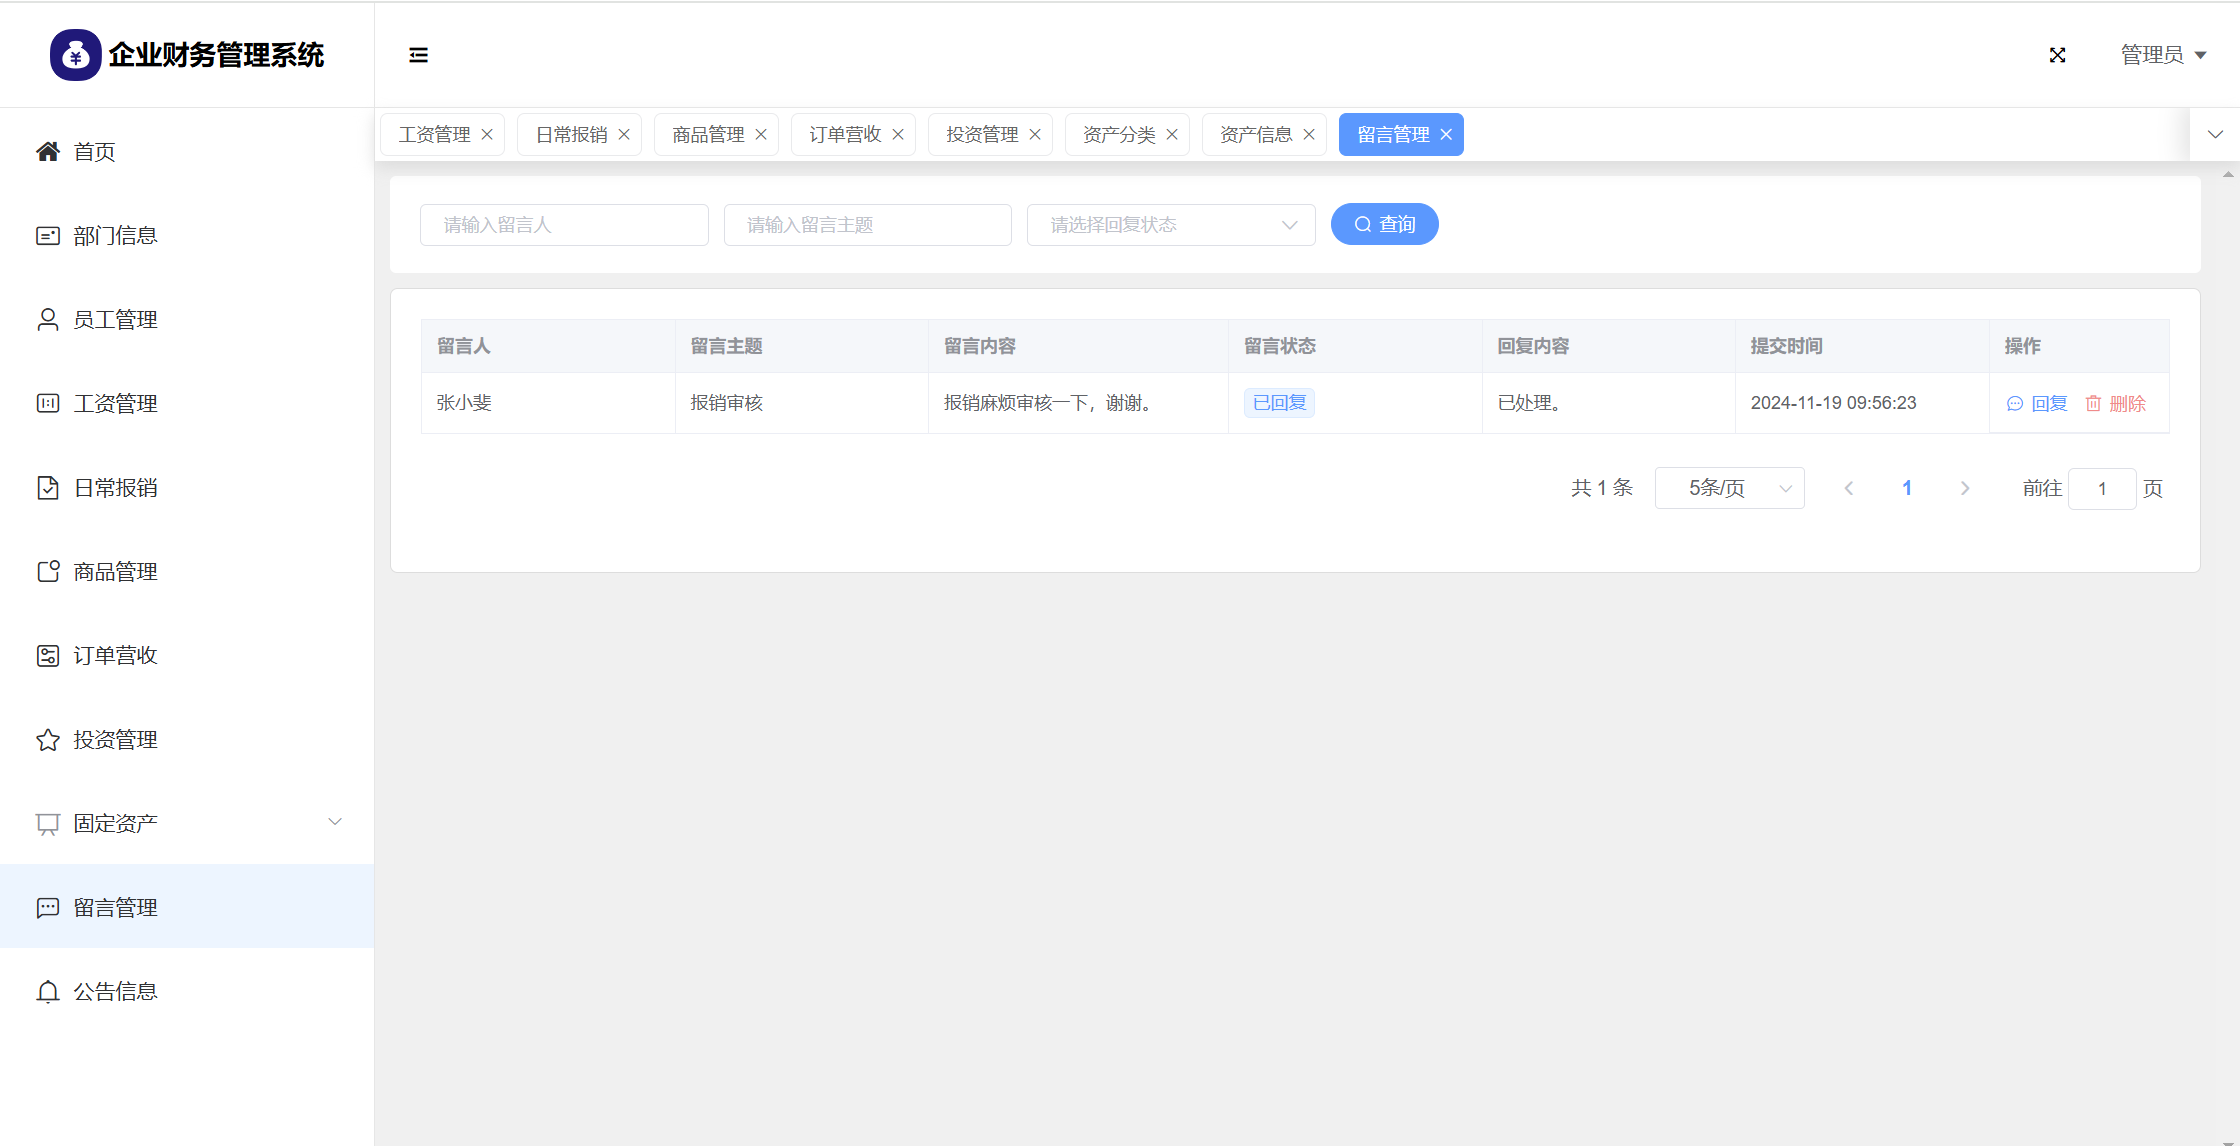 企业财务管理系统
管理员
首页
部门信息
员工管理
工资管理
日常报销
商品管理
订单营收
投资管理
固定资产
留言管理
公告信息
工资管理 日常报销 商品管理 订单营收 投资管理 资产分类 资产信息 留言管理
请输入留言人 请输入留言主题 请选择回复状态 查询
留言人 留言主题 留言内容 留言状态 回复内容 提交时间 操作
张小斐 报销审核 报销麻烦审核一下，谢谢。 已回复 已处理。 2024-11-19 09:56:23 回复 删除
共 1 条 5条/页 1 前往 1 页